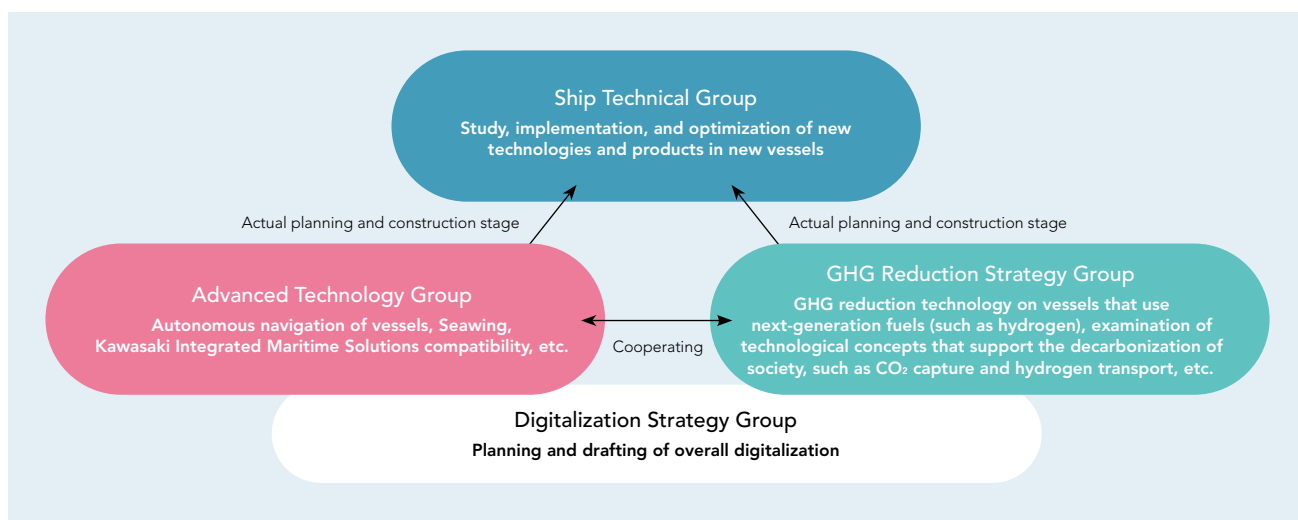 Ship Technical Group
Study, implementation, and optimization of new
technologies and products in new vessels
Actual planning and construction stage
Actual planning and construction stage
Advanced Technology Group
Autonomous navigation of vessels, Seawing,
Kawasaki Integrated Maritime Solutions compatibility, etc.
Cooperating
GHG Reduction Strategy Group
GHG reduction technology on vessels that use
next-generation fuels (such as hydrogen), examination of
technological concepts that support the decarbonization of
society, such as CO₂ capture and hydrogen transport, etc.
Digitalization Strategy Group
Planning and drafting of overall digitalization